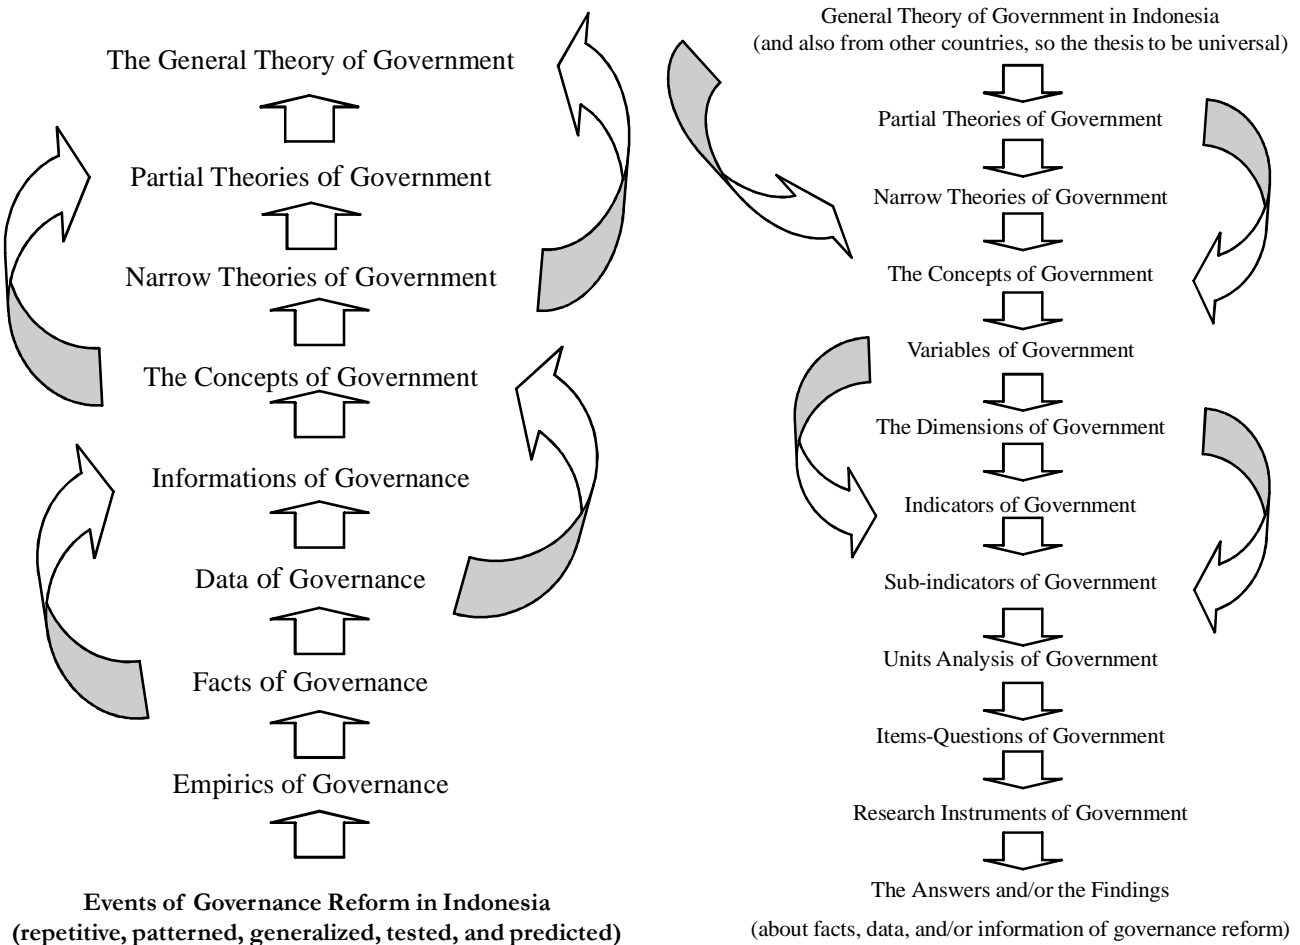 The General Theory of Government
Partial Theories of Government
Narrow Theories of Government
The Concepts of Government
Informations of Governance
Data of Governance
Facts of Governance
Empirics of Governance
Events of Governance Reform in Indonesia
(repetitive, patterned, generalized, tested, and predicted)
General Theory of Government in Indonesia
(and also from other countries, so the thesis to be universal)
Partial Theories of Government
Narrow Theories of Government
The Concepts of Government
Variables of Government
The Dimensions of Government
Indicators of Government
Sub-indicators of Government
Units Analysis of Government
Items-Questions of Government
Research Instruments of Government
The Answers and/or the Findings
(about facts, data, and/or information of governance reform)